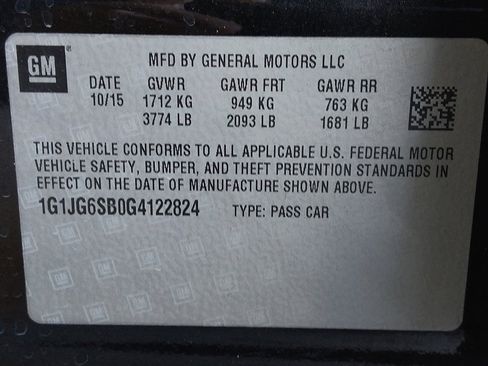 GM
MFD BY GENERAL MOTORS LLC
DATE GVWR GAWR FRT GAWR RR
10/15 1712 KG 949 KG 763 KG
3774 LB 2093 LB 1681 LB
THIS VEHICLE CONFORMS TO ALL APPLICABLE U.S. FEDERAL MOTOR
VEHICLE SAFETY, BUMPER, AND THEFT PREVENTION STANDARDS IN
EFFECT ON THE DATE OF MANUFACTURE SHOWN ABOVE.
1G1JG6SB0G4122824 TYPE: PASS CAR